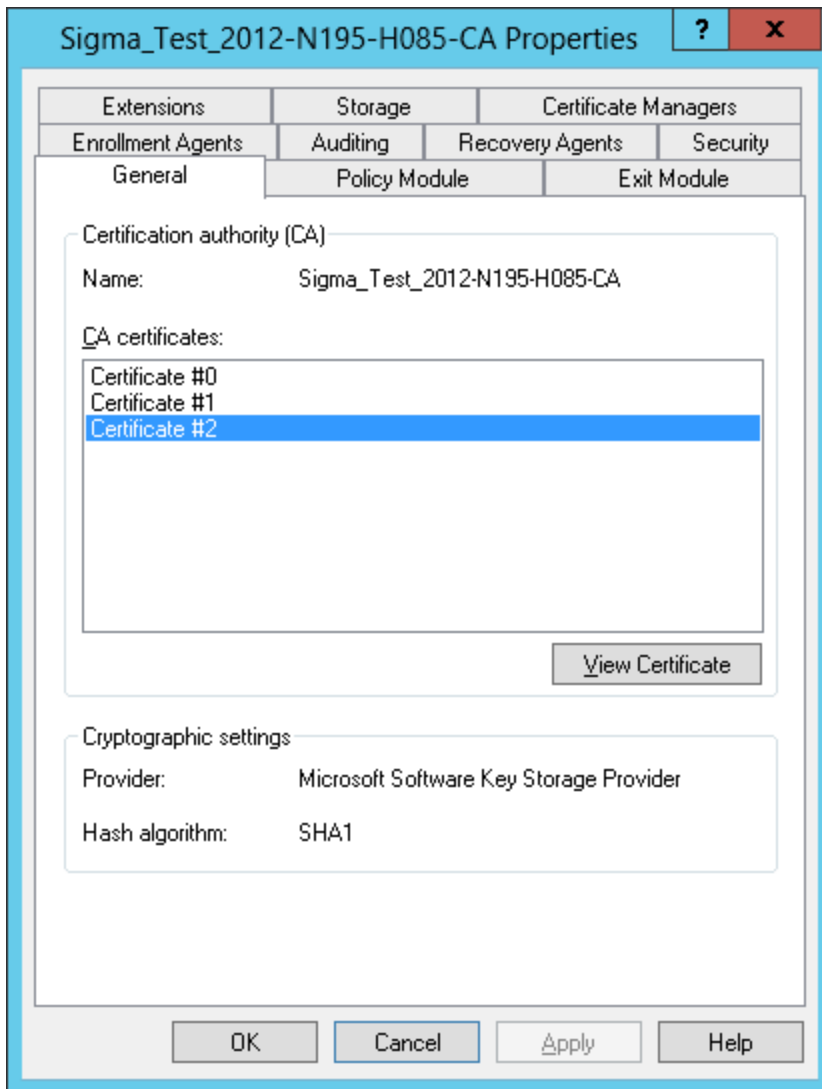 Sigma_Test_2012-N195-H085-CA Properties ? x
Extensions Storage Certificate Managers
Enrollment Agents Auditing Recovery Agents Security
General Policy Module Exit Module
Certification authority (CA)
Name: Sigma_Test_2012-N195-H085-CA
CA certificates:
Certificate #0
Certificate #1
Certificate #2
View Certificate
Cryptographic settings
Provider: Microsoft Software Key Storage Provider
Hash algorithm: SHA1
OK Cancel Apply Help